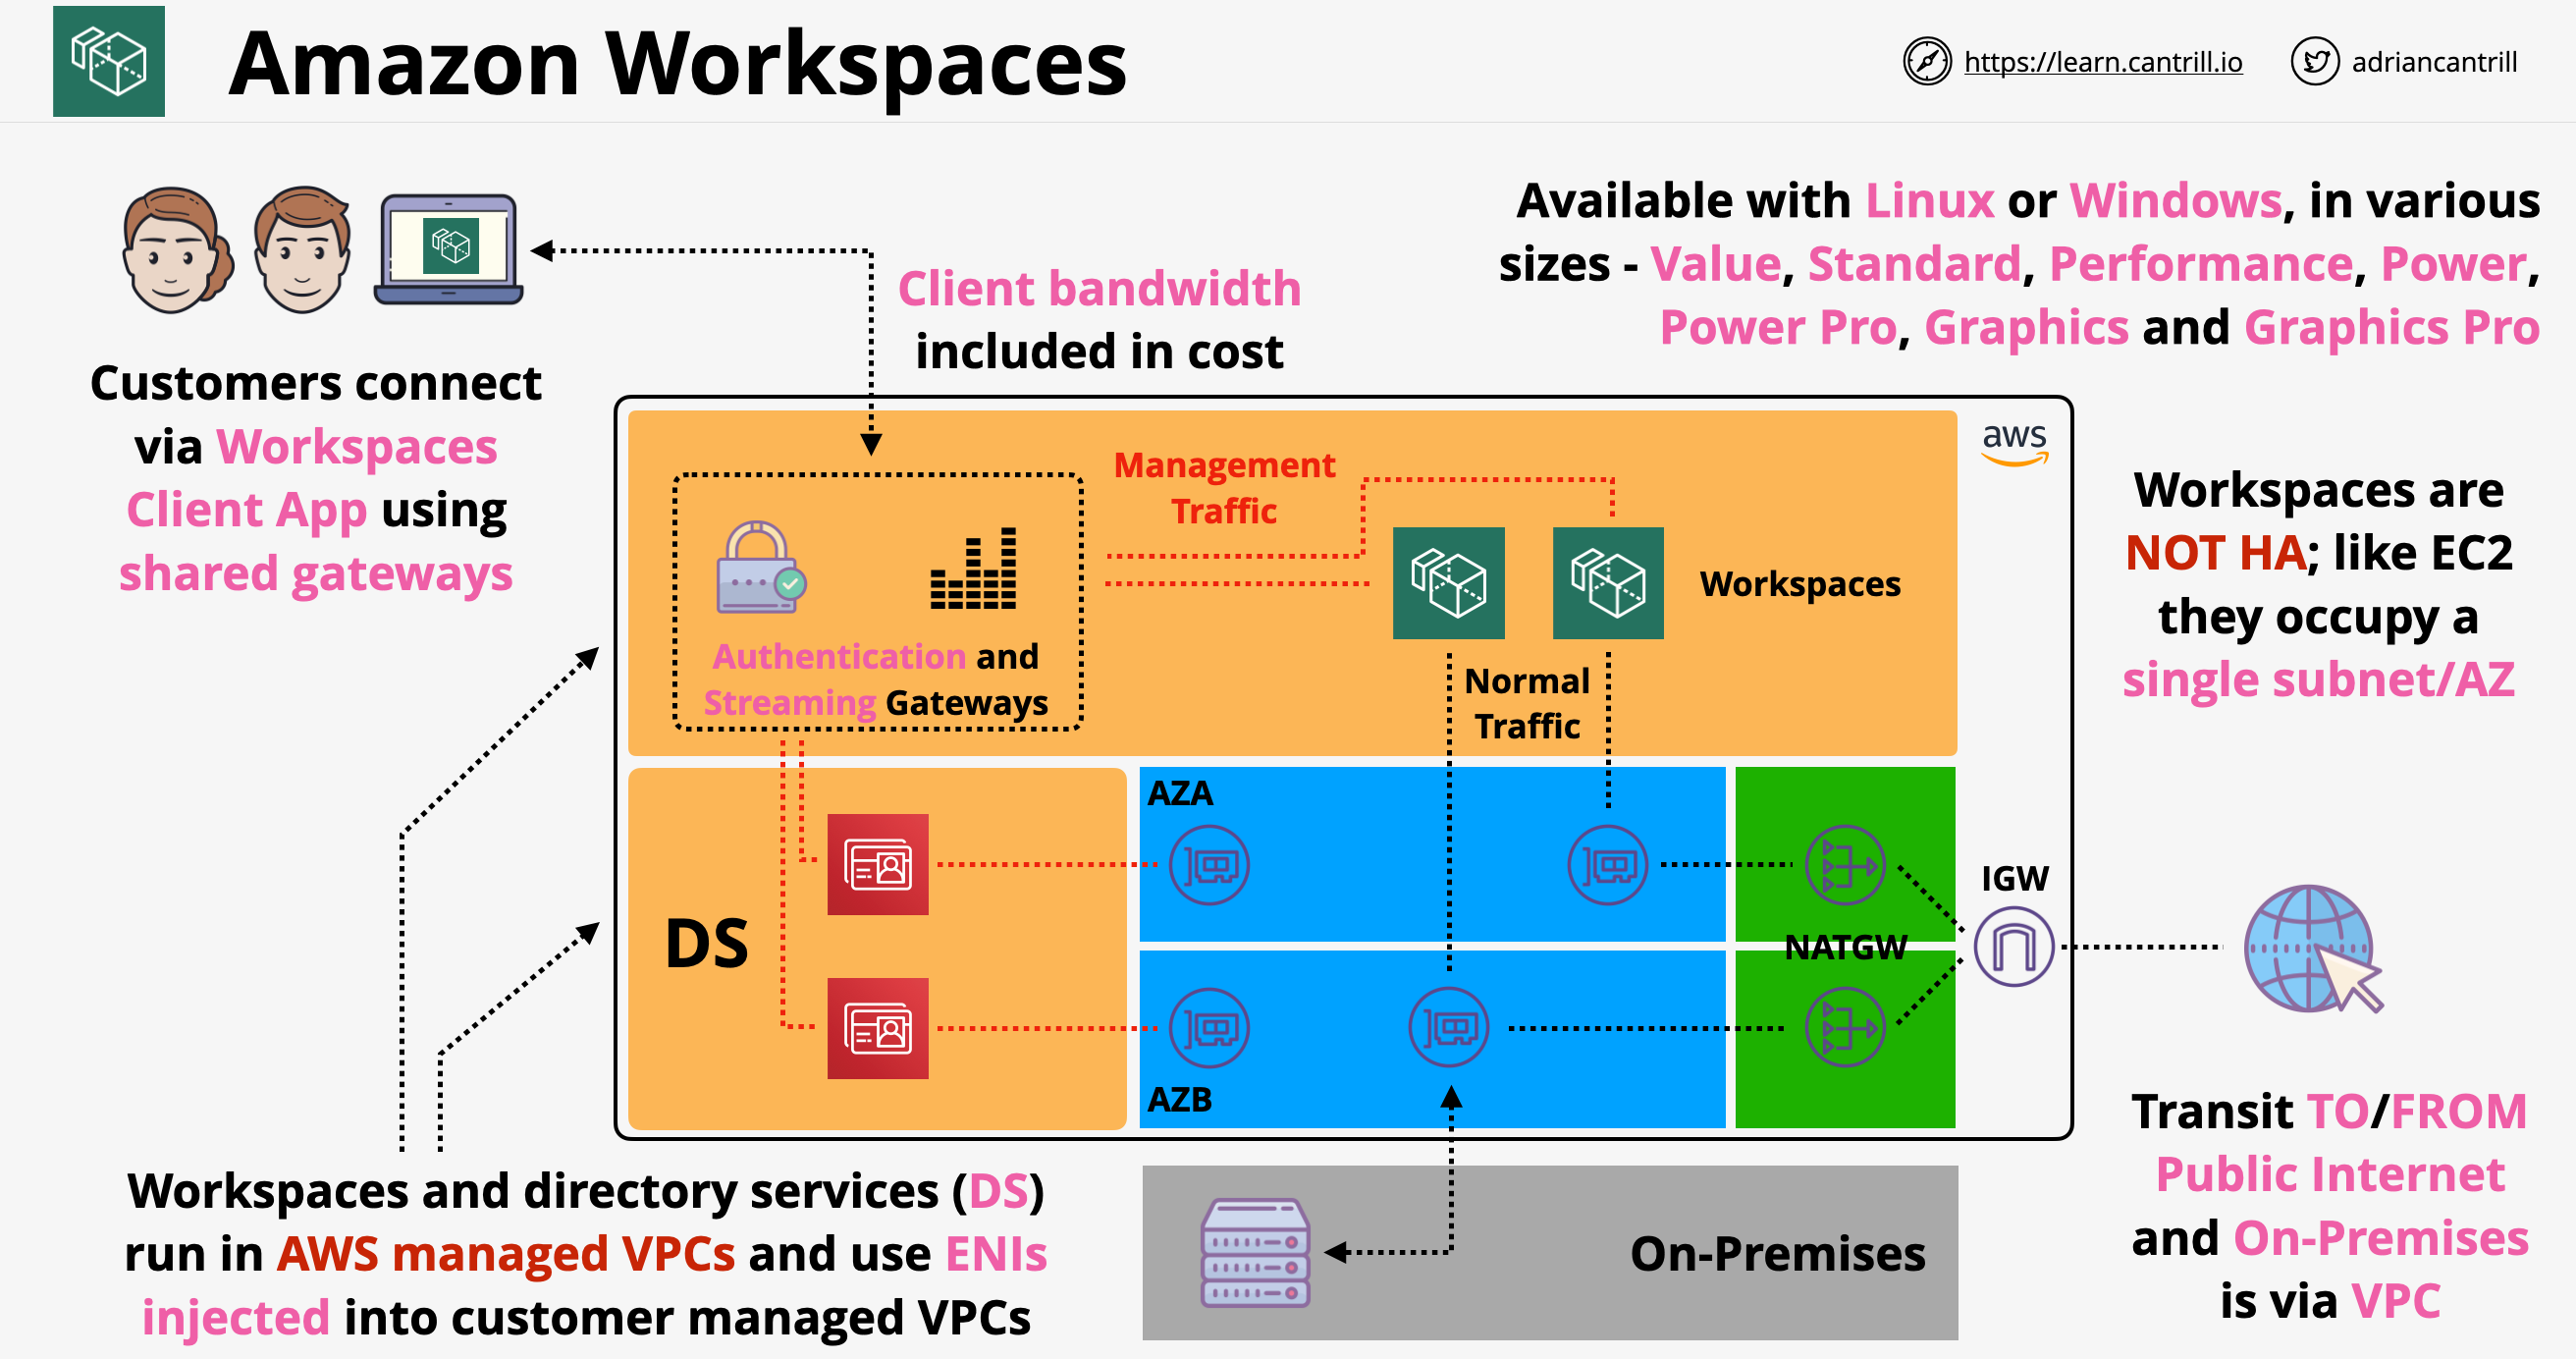 Amazon Workspaces
https://learn.cantrill.io
adriancantrill
Available with Linux or Windows, in various
sizes - Value, Standard, Performance, Power,
Power Pro, Graphics and Graphics Pro
Client bandwidth
included in cost
Customers connect
via Workspaces
Client App using
shared gateways
aws
Management
Traffic
Workspaces
Authentication and
Streaming Gateways
Normal
Traffic
Workspaces are
NOT HA; like EC2
they occupy a
single subnet/AZ
DS
AZA
AZB
NATGW
IGW
Workspaces and directory services (DS)
run in AWS managed VPCs and use ENIs
injected into customer managed VPCs
On-Premises
Transit TO/FROM
Public Internet
and On-Premises
is via VPC